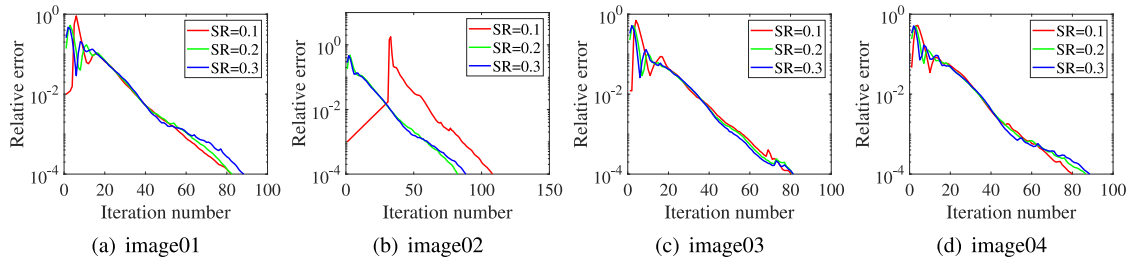 10^0
10^-2
10^-4
0 20 40 60 80 100
Relative error
Iteration number
SR=0.1
SR=0.2
SR=0.3
(a) image01
10^0
10^-2
10^-4
0 50 100 150
Relative error
Iteration number
SR=0.1
SR=0.2
SR=0.3
(b) image02
10^0
10^-2
10^-4
0 20 40 60 80 100
Relative error
Iteration number
SR=0.1
SR=0.2
SR=0.3
(c) image03
10^0
10^-2
10^-4
0 20 40 60 80 100
Relative error
Iteration number
SR=0.1
SR=0.2
SR=0.3
(d) image04